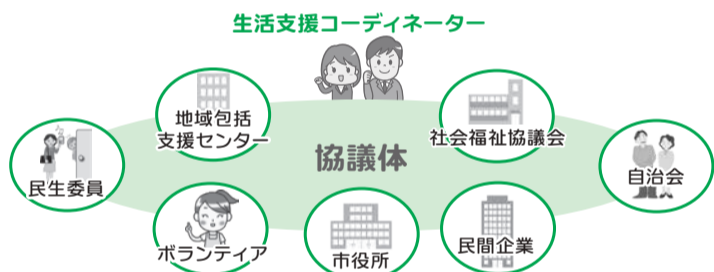 生活支援コーディネーター
地域包括
支援センター
社会福祉協議会
協議体
民生委員
自治会
ボランティア
市役所
民間企業